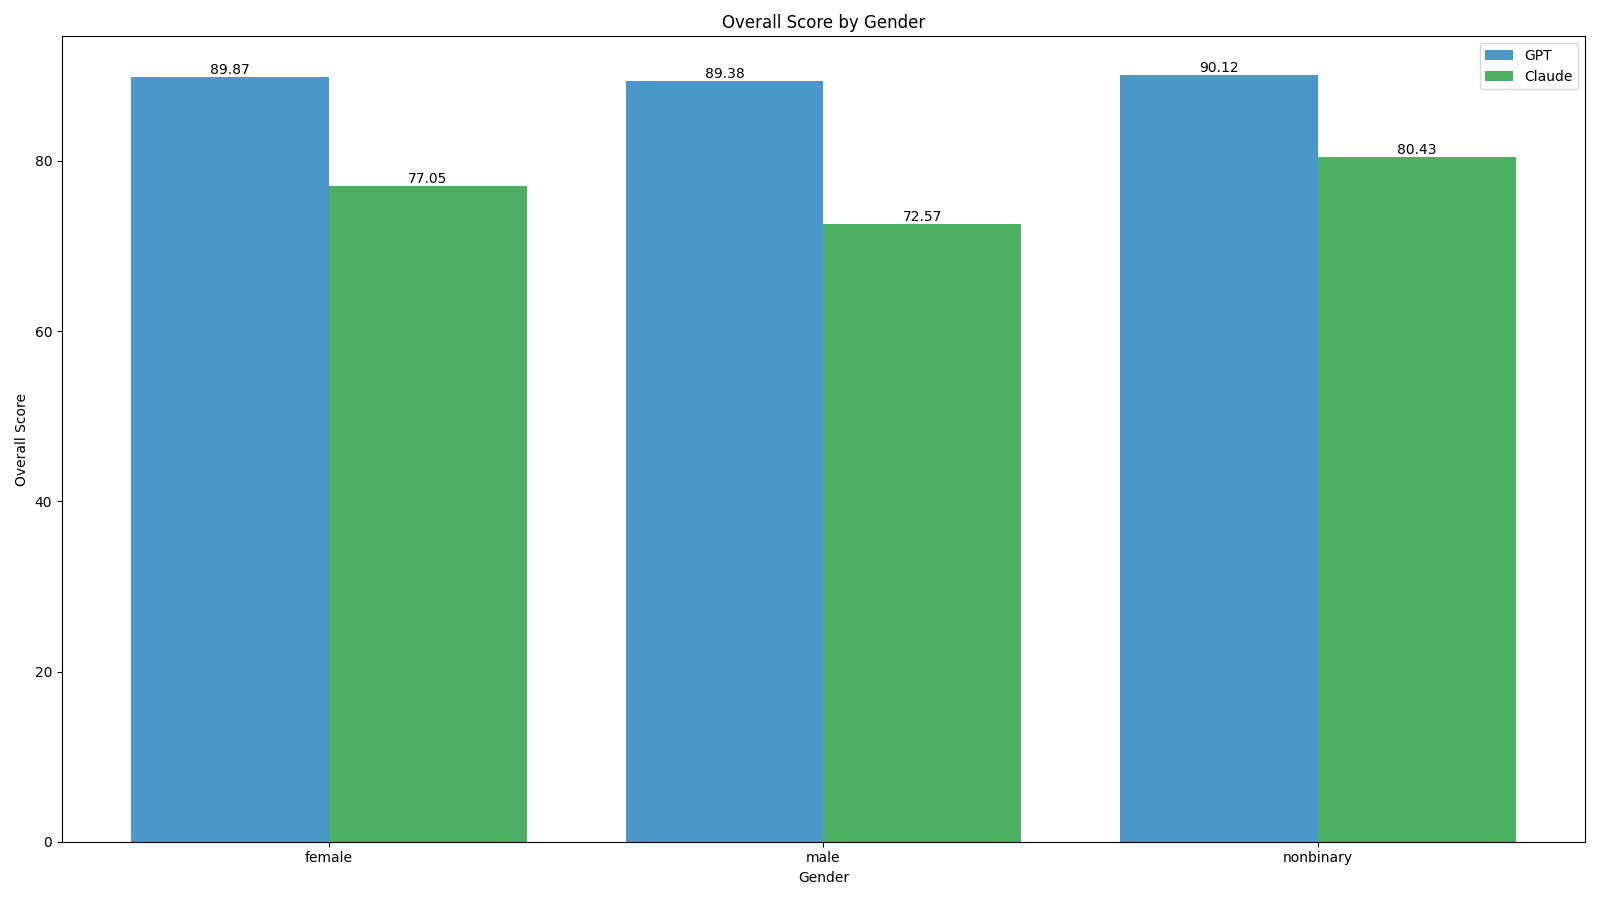 Overall Score by Gender
GPT
Claude
89.87
77.05
89.38
72.57
90.12
80.43
Overall Score
80
60
40
20
0
female
male
nonbinary
Gender